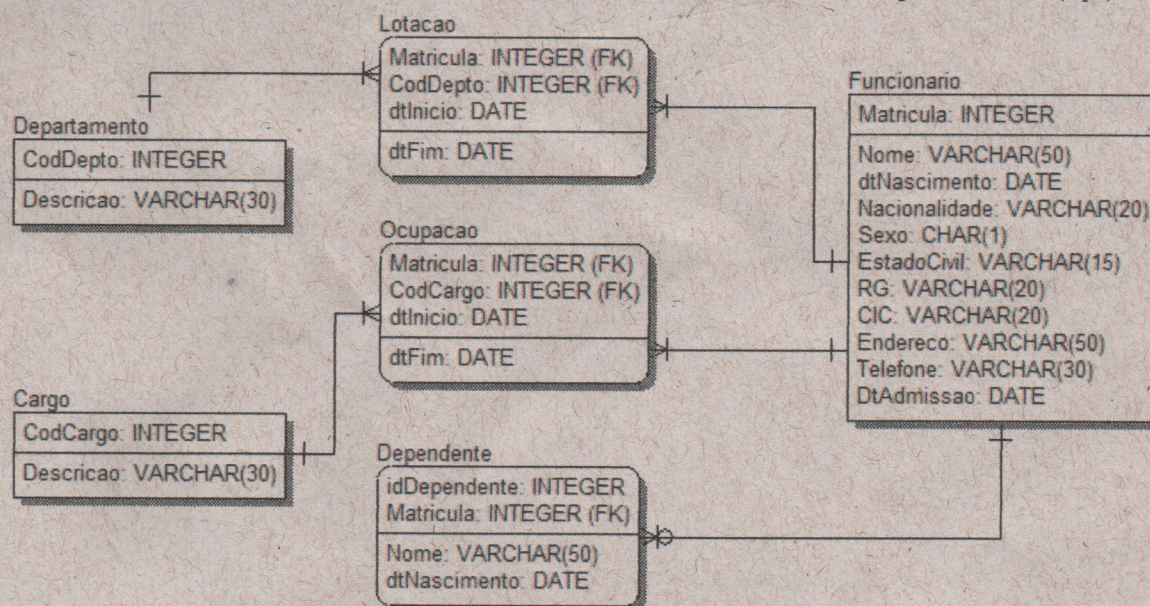 Lotacao
Matricula: INTEGER (FK)
CodDepto: INTEGER (FK)
dtInicio: DATE
dtFim: DATE
Departamento
CodDepto: INTEGER
Descricao: VARCHAR(30)
Ocupacao
Matricula: INTEGER (FK)
CodCargo: INTEGER (FK)
dtInicio: DATE
dtFim: DATE
Cargo
CodCargo: INTEGER
Descricao: VARCHAR(30)
Dependente
idDependente: INTEGER
Matricula: INTEGER (FK)
Nome: VARCHAR(50)
dtNascimento: DATE
Funcionario
Matricula: INTEGER
Nome: VARCHAR(50)
dtNascimento: DATE
Nacionalidade: VARCHAR(20)
Sexo: CHAR(1)
EstadoCivil: VARCHAR(15)
RG: VARCHAR(20)
CIC: VARCHAR(20)
Endereco: VARCHAR(50)
Telefone: VARCHAR(30)
DtAdmissao: DATE